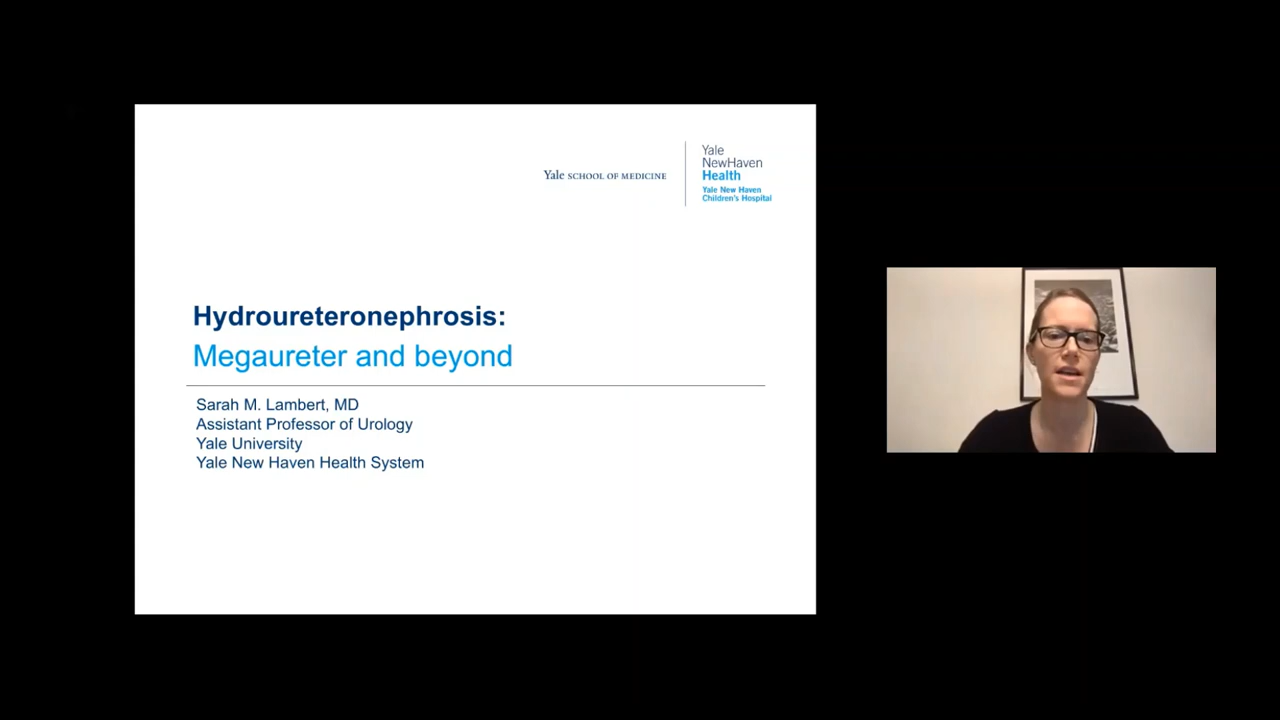 Yale SCHOOL OF MEDICINE
Yale
NewHaven
Health
Yale New Haven
Children's Hospital
Hydroureteronephrosis:
Megaureter and beyond
Sarah M. Lambert, MD
Assistant Professor of Urology
Yale University
Yale New Haven Health System